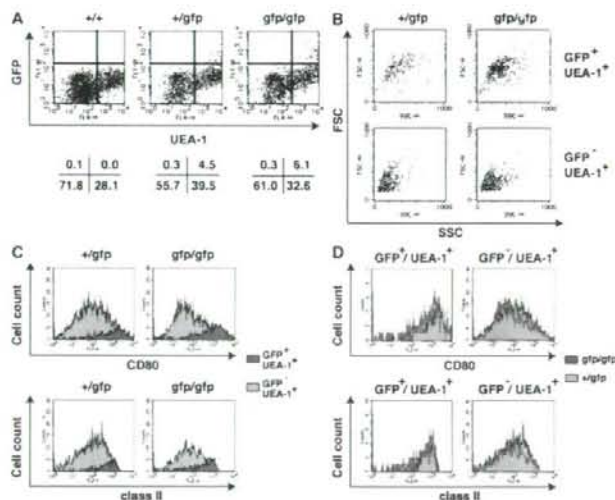 A
+/+
+/gfp
gfp/gfp
GFP
UEA-1
0.1 0.0
71.8 28.1
0.3 4.5
55.7 39.5
0.3 6.1
61.0 32.6
B
+/gfp
gfp/gfp
FSC
1000
1000
GFP+
UEA-1+
GFP-
UEA-1+
SSC
C
+/gfp
gfp/gfp
Cell count
CD80
GFP+
UEA-1+
GFP-
UEA-1+
+/gfp
gfp/gfp
Cell count
class II
D
GFP+/ UEA-1+
GFP-/ UEA-1+
Cell count
CD80
gfp/gfp
+/gfp
GFP+/ UEA-1+
GFP-/ UEA-1+
Cell count
class II